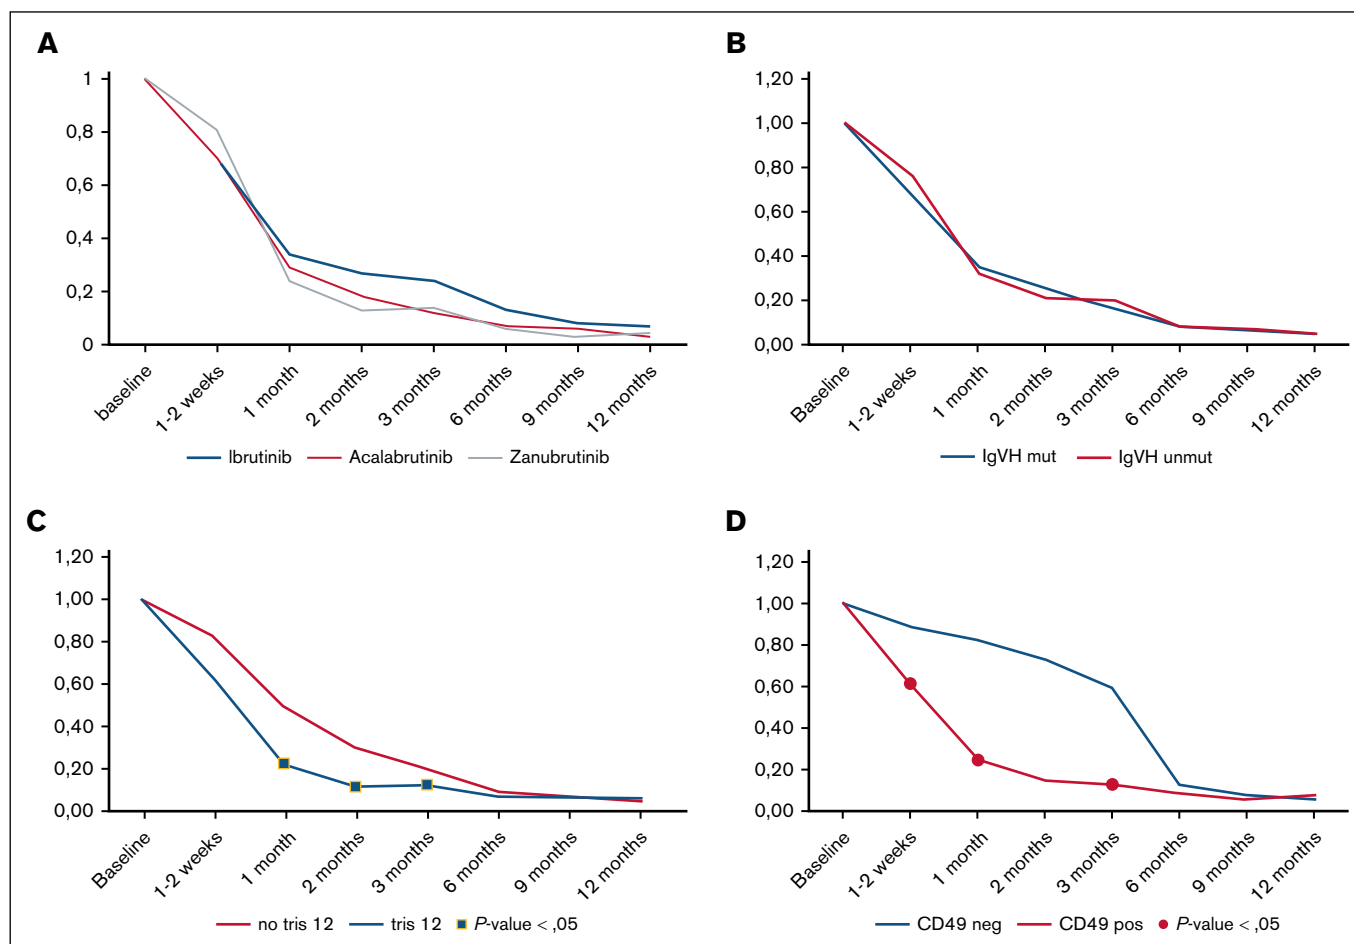 A
1
0,8
0,6
0,4
0,2
0
baseline
1-2 weeks
1 month
2 months
3 months
6 months
9 months
12 months
Ibrutinib Acalabrutinib Zanubrutinib
B
1,20
1,00
0,80
0,60
0,40
0,20
0,00
Baseline
1-2 weeks
1 month
2 months
3 months
6 months
9 months
12 months
IgVH mut IgVH unmut
C
1,20
1,00
0,80
0,60
0,40
0,20
0,00
Baseline
1-2 weeks
1 month
2 months
3 months
6 months
9 months
12 months
no tris 12 tris 12 P-value < ,05
D
1,20
1,00
0,80
0,60
0,40
0,20
0,00
Baseline
1-2 weeks
1 month
2 months
3 months
6 months
9 months
12 months
CD49 neg CD49 pos P-value < ,05